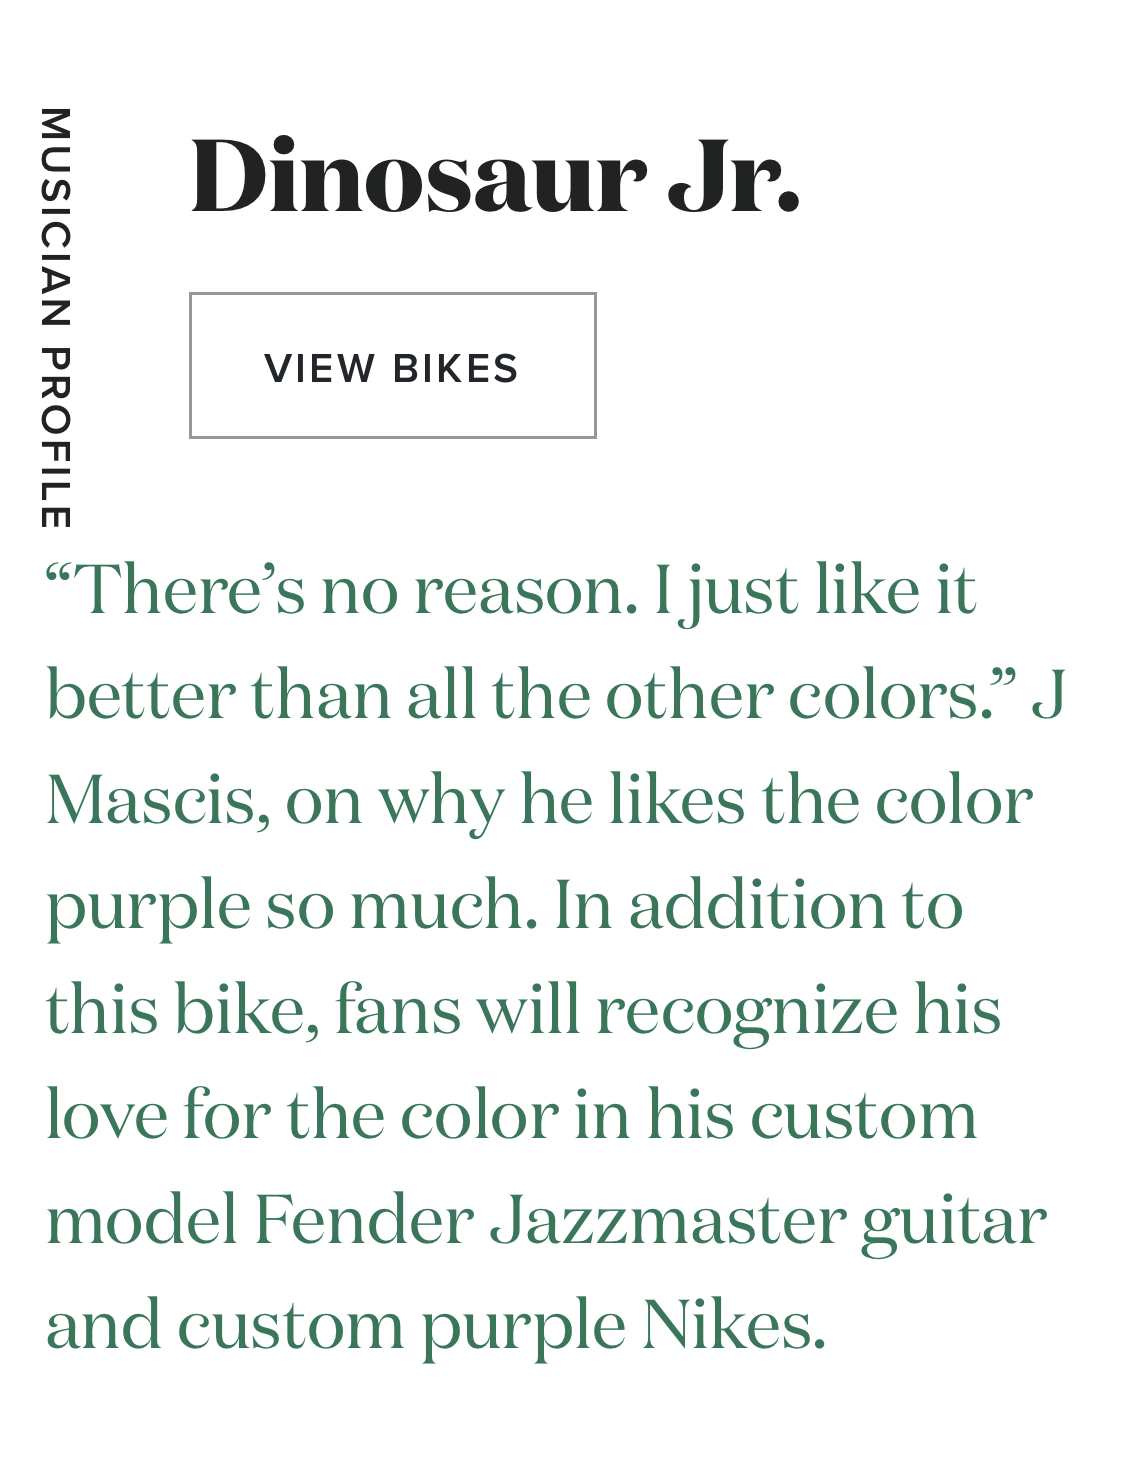 MUSICIAN PROFILE
Dinosaur Jr.
VIEW BIKES
“There’s no reason. I just like it
better than all the other colors.” J
Mascis, on why he likes the color
purple so much. In addition to
this bike, fans will recognize his
love for the color in his custom
model Fender Jazzmaster guitar
and custom purple Nikes.